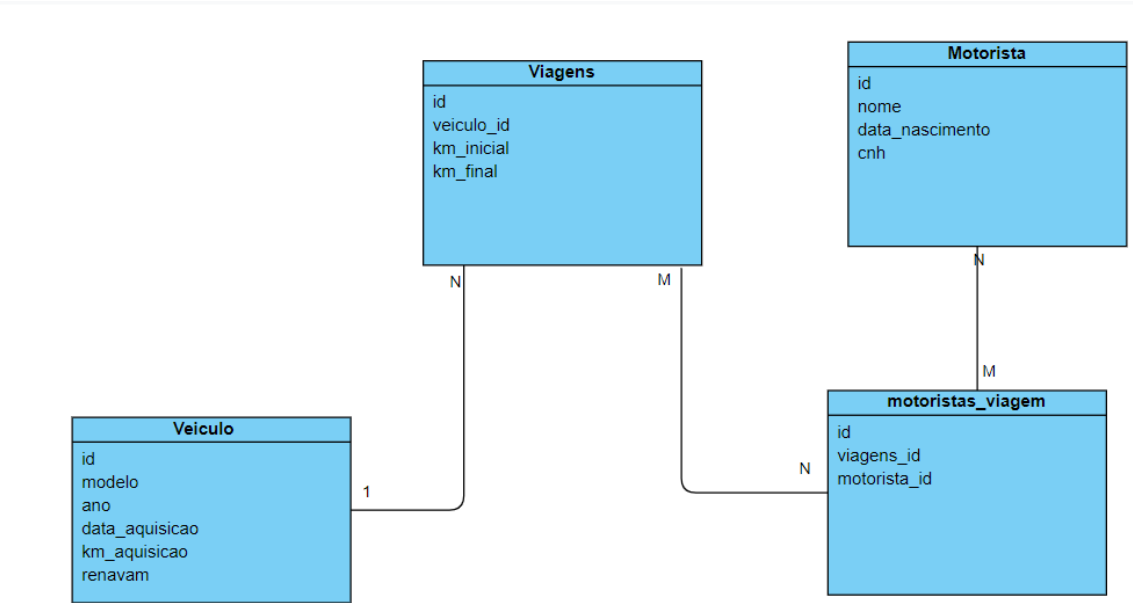 Viagens
id
veiculo_id
km_inicial
km_final
Motorista
id
nome
data_nascimento
cnh
N
M
N
M
Veiculo
id
modelo
ano
data_aquisicao
km_aquisicao
renavam
1
N
motoristas_viagem
id
viagens_id
motorista_id